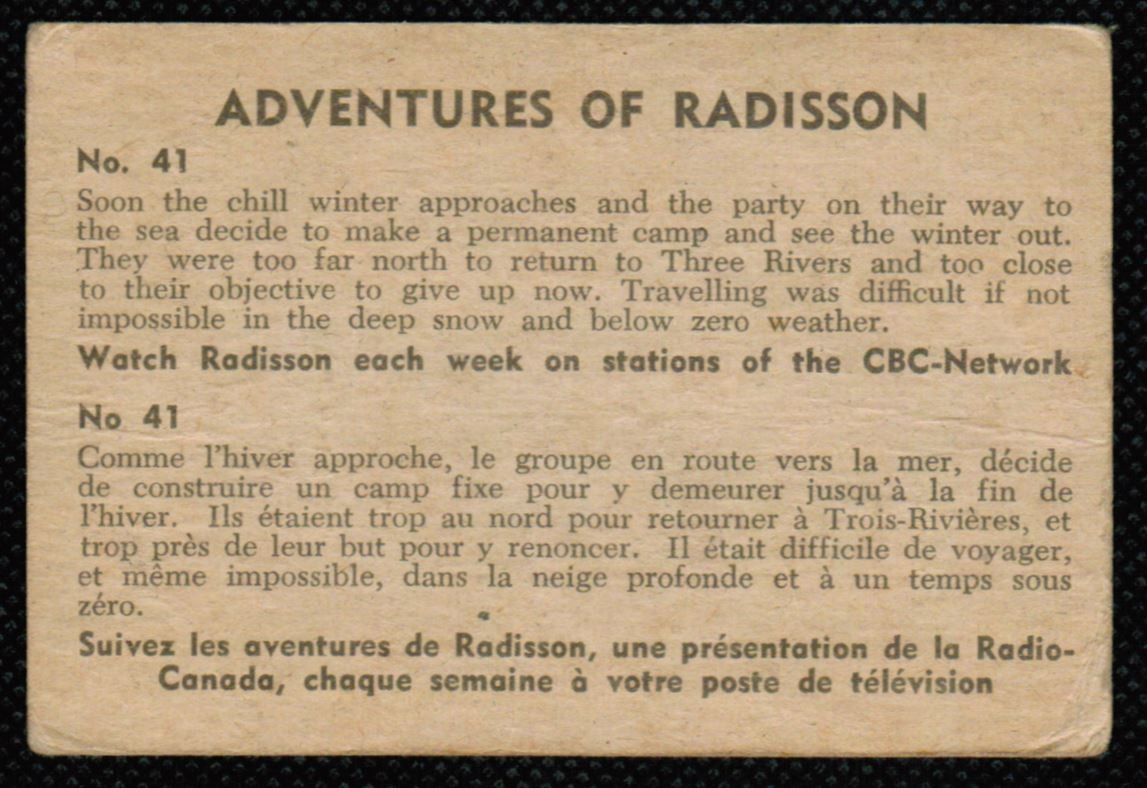 ADVENTURES OF RADISSON
No. 41
Soon the chill winter approaches and the party on their way to
the sea decide to make a permanent camp and see the winter out.
They were too far north to return to Three Rivers and too close
to their objective to give up now. Travelling was difficult if not
impossible in the deep snow and below zero weather.
Watch Radisson each week on stations of the CBC-Network
No 41
Comme l'hiver approche, le groupe en route vers la mer, décide
de construire un camp fixe pour y demeurer jusqu'à la fin de
l'hiver. Ils étaient trop au nord pour retourner à Trois-Rivières, et
trop près de leur but pour y renoncer. Il était difficile de voyager,
et même impossible, dans la neige profonde et à un temps sous
zéro.
Suivez les aventures de Radisson, une présentation de la Radio-
Canada, chaque semaine à votre poste de télévision